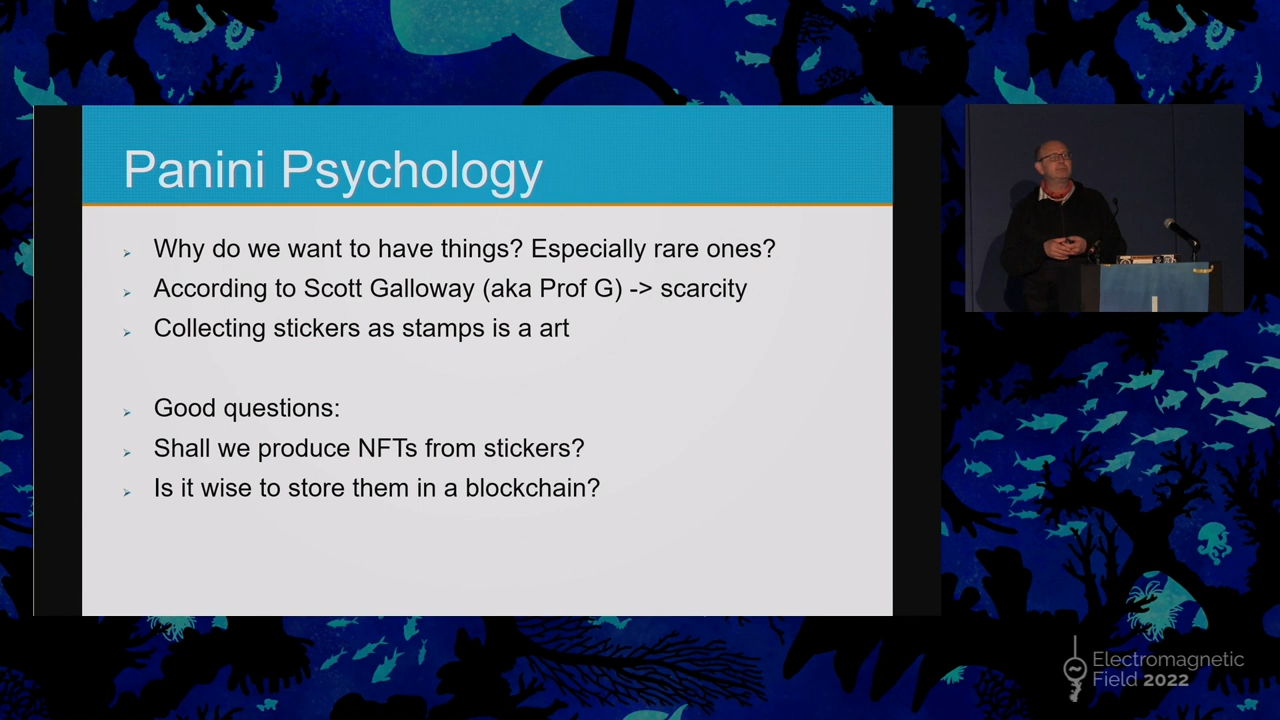 Panini Psychology
Why do we want to have things? Especially rare ones?
According to Scott Galloway (aka Prof G) -> scarcity
Collecting stickers as stamps is a art
Good questions:
Shall we produce NFTs from stickers?
Is it wise to store them in a blockchain?
Electromagnetic
Field 2022